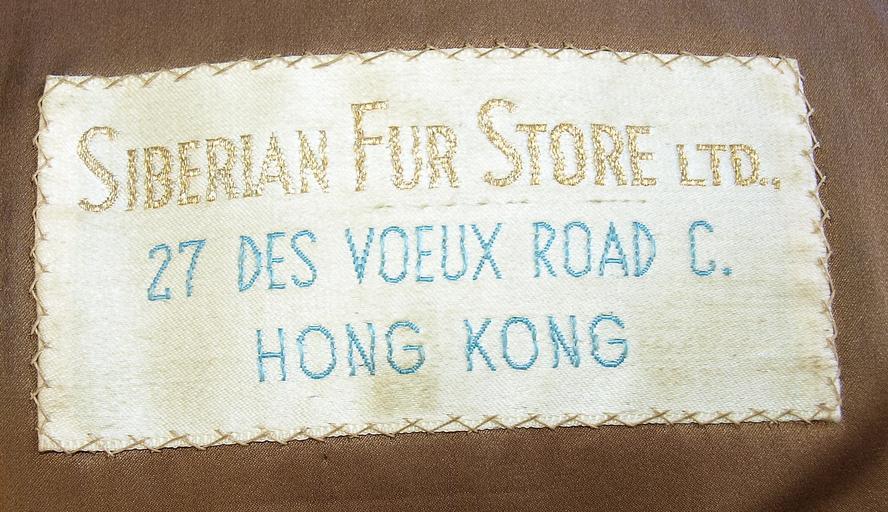 SIBERIAN FUR STORE LTD.,
27 DES VOEUX ROAD C.
HONG KONG